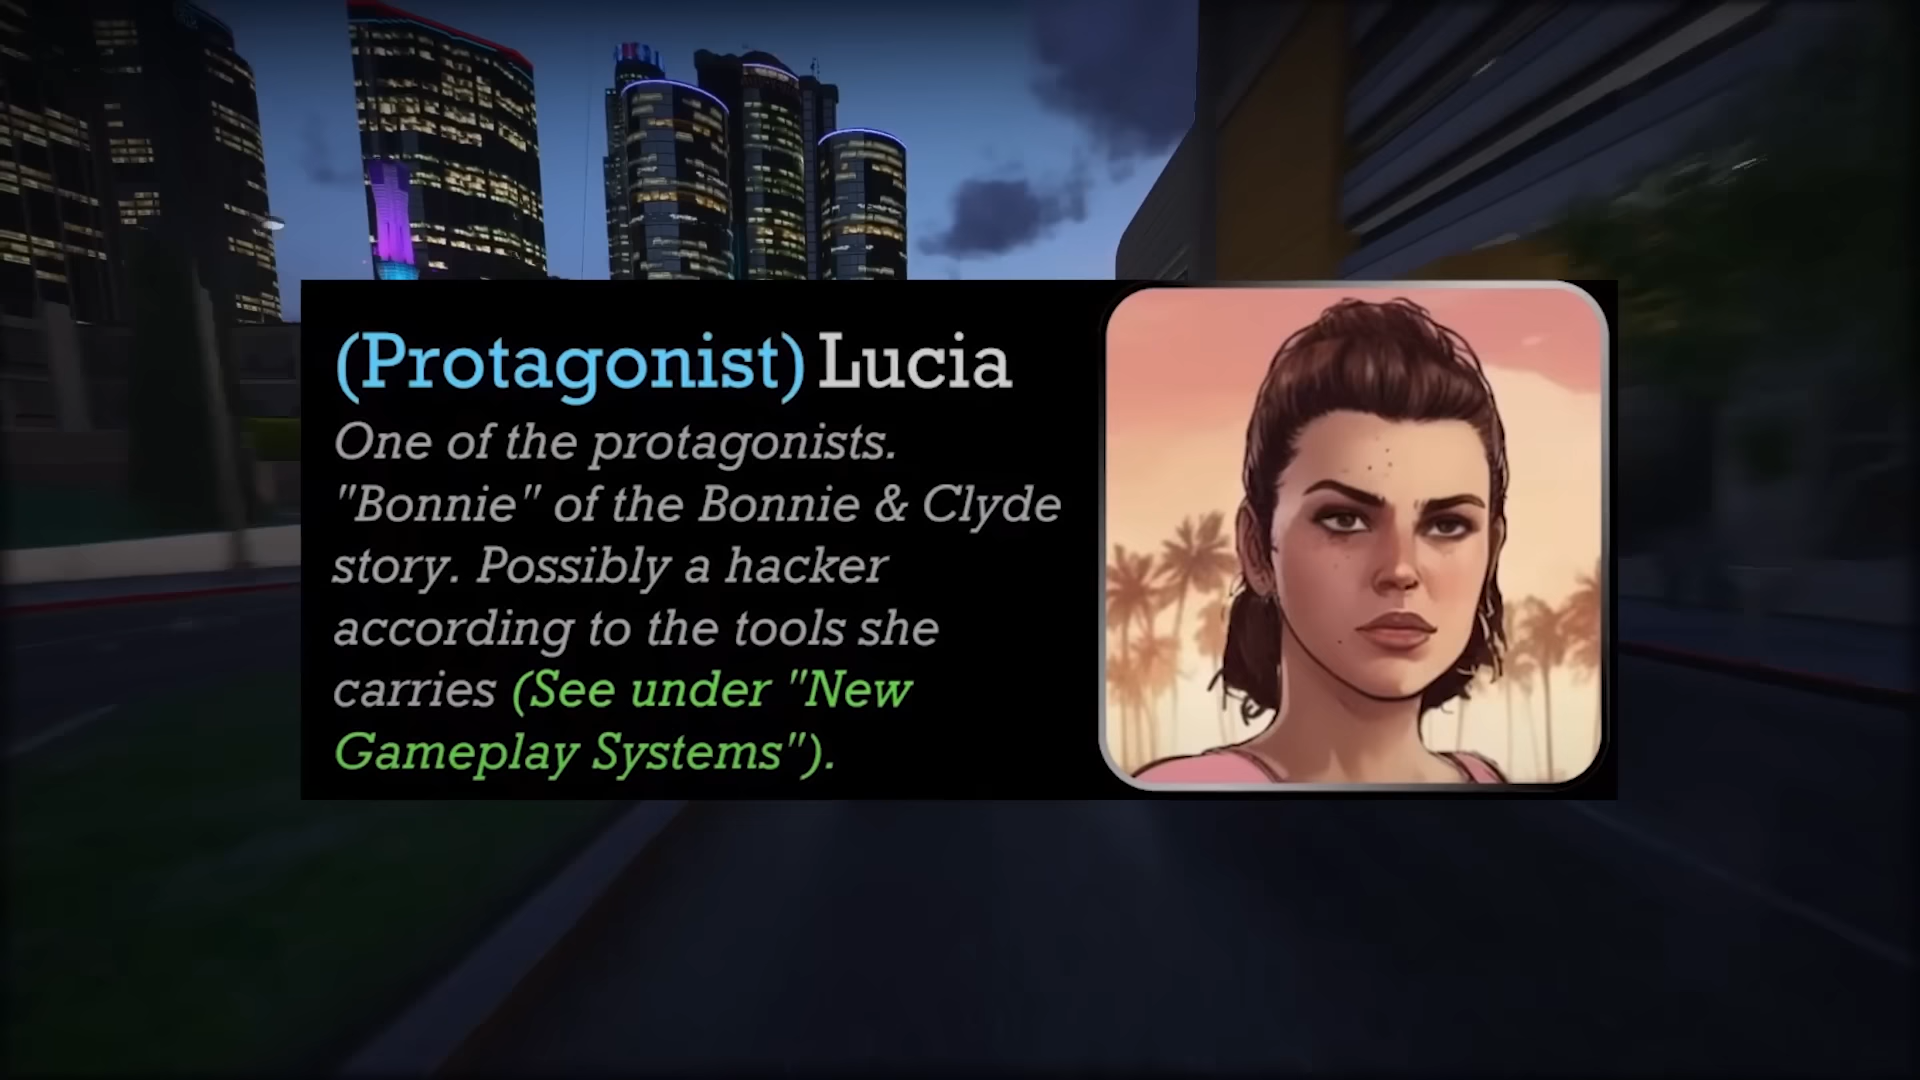 (Protagonist) Lucia
One of the protagonists.
"Bonnie" of the Bonnie & Clyde
story. Possibly a hacker
according to the tools she
carries (See under "New
Gameplay Systems").